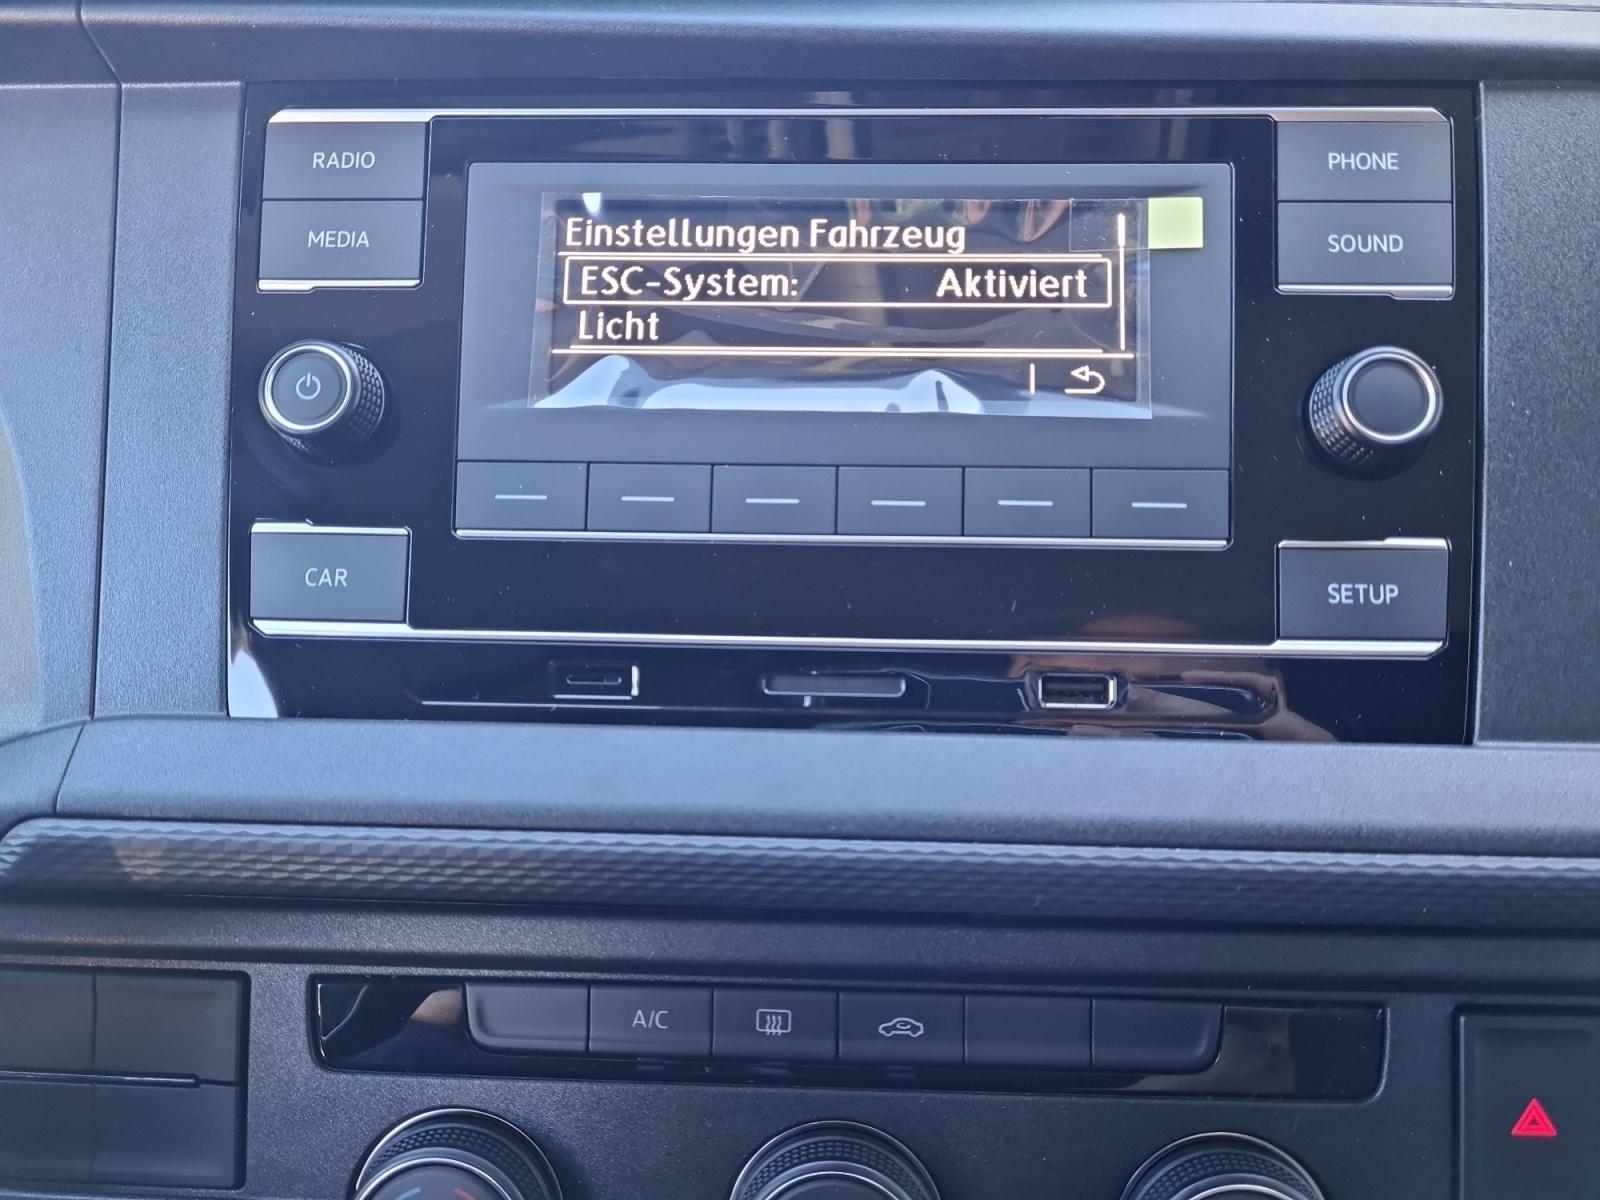 RADIO
PHONE
MEDIA
SOUND
Einstellungen Fahrzeug
ESC-System: Aktiviert
Licht
CAR
SETUP
A/C